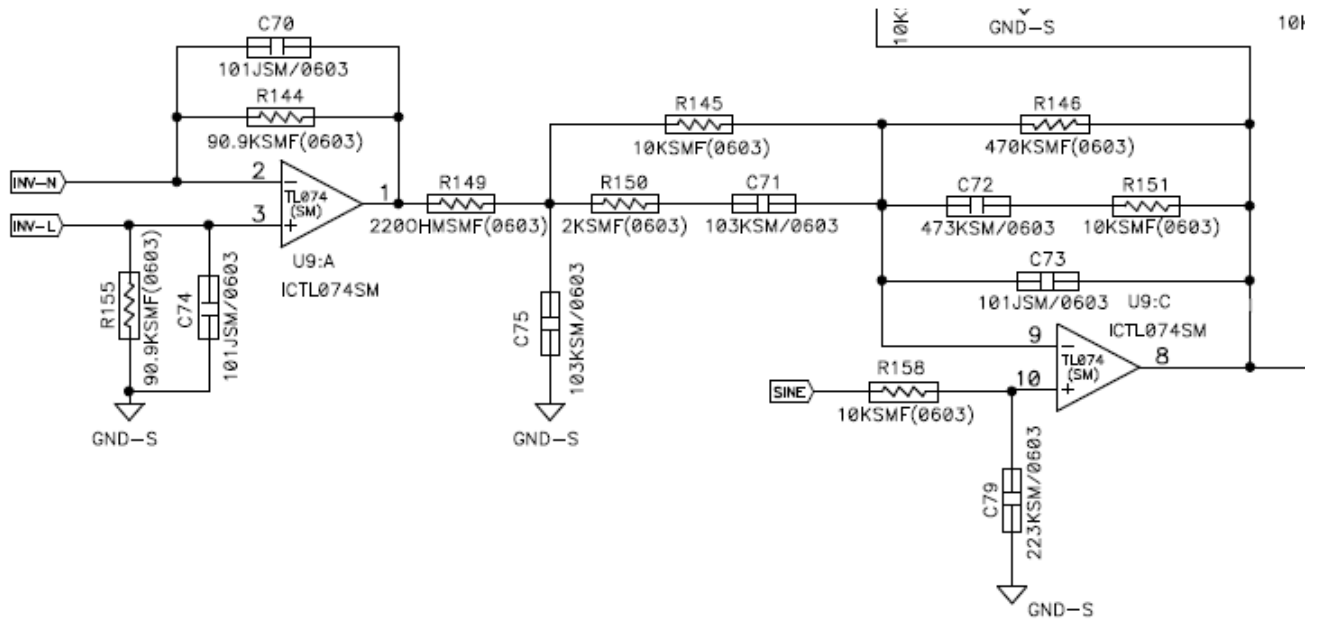 C70
101JSM/0603
R144
90.9KSMF(0603)
INV-N
INV-L
2
3
1
TL074
(SM)
+
U9:A
ICTL074SM
R155
90.9KSMF(0603)
C74
101JSM/0603
GND-S
R149
220OHMSMF(0603)
C75
103KSM/0603
GND-S
R145
10KSMF(0603)
R150
2KSMF(0603)
C71
103KSM/0603
GND-S
R146
470KSMF(0603)
C72
473KSM/0603
R151
10KSMF(0603)
C73
101JSM/0603
U9:C
ICTL074SM
9
10
8
TL074
(SM)
+
SINE
R158
10KSMF(0603)
C79
223KSM/0603
GND-S